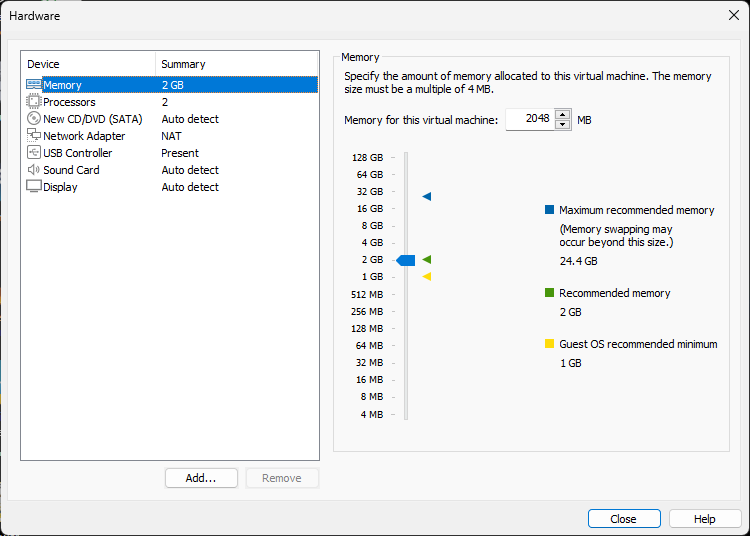 Hardware
Device Summary
Memory 2 GB
Processors 2
New CD/DVD (SATA) Auto detect
Network Adapter NAT
USB Controller Present
Sound Card Auto detect
Display Auto detect
Add...
Remove
Memory
Specify the amount of memory allocated to this virtual machine. The memory
size must be a multiple of 4 MB.
Memory for this virtual machine: 2048 MB
128 GB
64 GB
32 GB
16 GB
8 GB
4 GB
2 GB
1 GB
512 MB
256 MB
128 MB
64 MB
32 MB
16 MB
8 MB
4 MB
Maximum recommended memory
(Memory swapping may
occur beyond this size.)
24.4 GB
Recommended memory
2 GB
Guest OS recommended minimum
1 GB
Close
Help